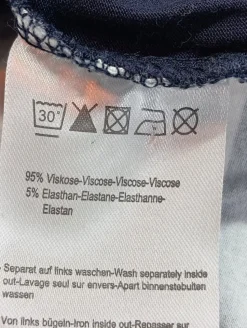 30°
95% Viskose-Viscose-Viscose-Viscose
5% Elasthan-Elastane-Elasthanne-
Elastan
Separat auf links waschen-Wash separately inside
out-Lavage seul sur envers-Apart binnenstebuiten
wassen
Von links bügeln-Iron inside out-Repasser sur